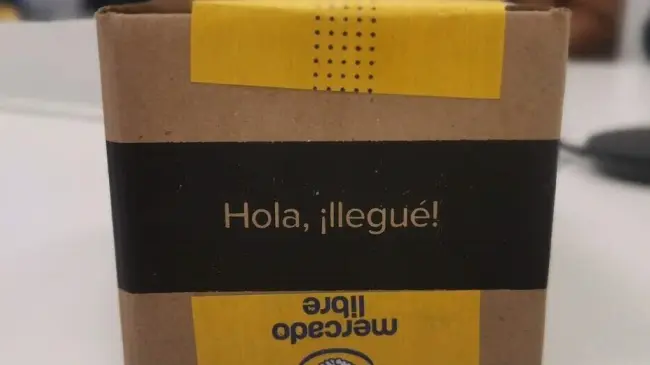 Hola, ¡llegué!
mercado
libre